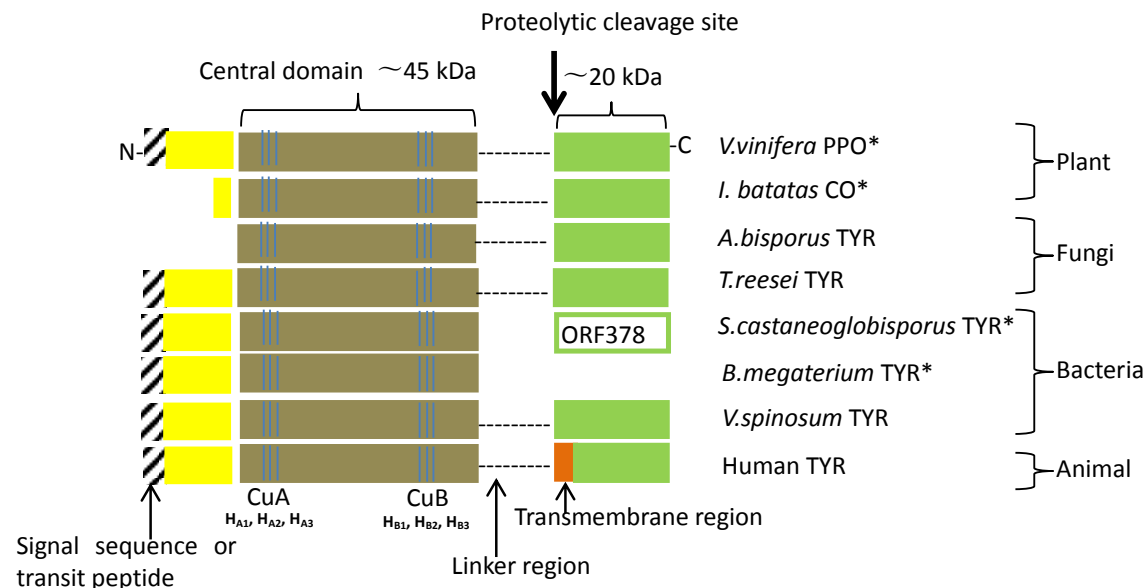 Proteolytic cleavage site
Central domain ~45 kDa
~20 kDa
N-
-C
V.vinifera PPO*
I. batatas CO*
A.bisporus TYR
T.reesei TYR
ORF378
S.castaneoglobisporus TYR*
B.megaterium TYR*
V.spinosum TYR
Human TYR
Plant
Fungi
Bacteria
Animal
CuA
HA1, HA2, HA3
CuB
HB1, HB2, HB3
Transmembrane region
Linker region
Signal sequence or
transit peptide